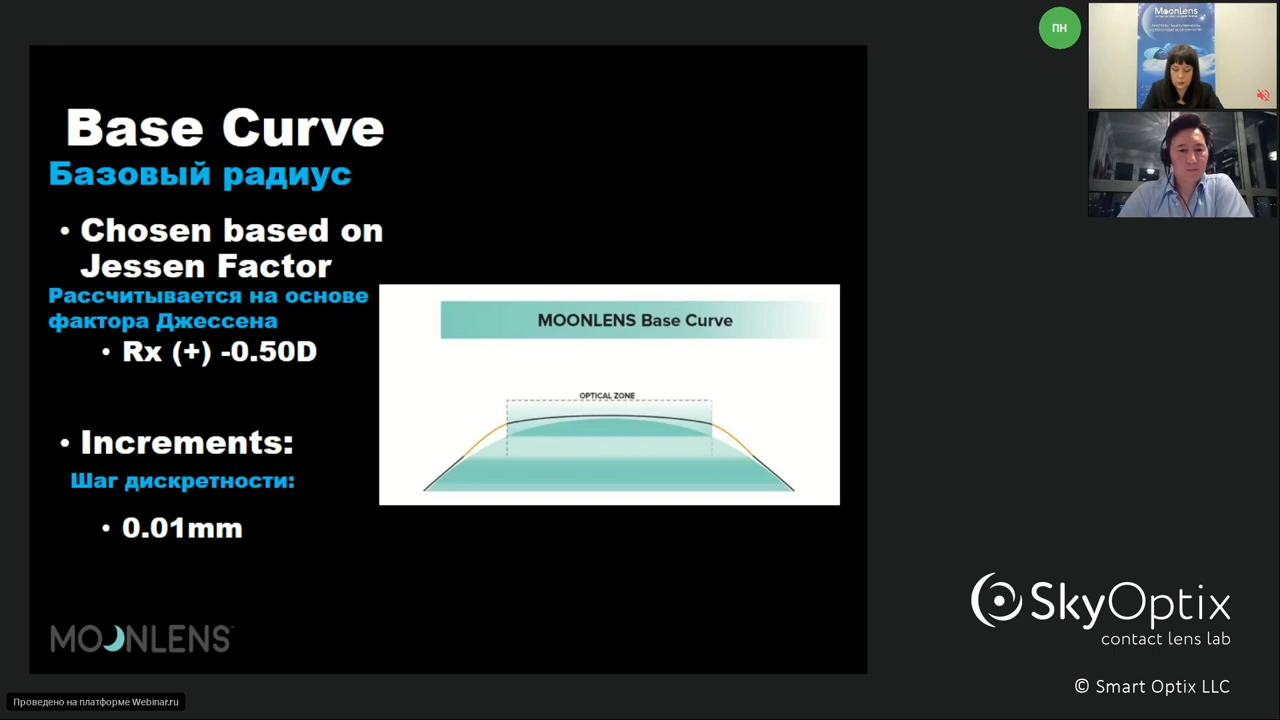 Base Curve
Базовый радиус
• Chosen based on
Jessen Factor
Рассчитывается на основе
фактора Джессена
• Rx (+) -0.50D
• Increments:
Шаг дискретности:
• 0.01mm
MOONLENS Base Curve
OPTICAL ZONE
MOONLENS
ПН
MoonLens
SkyOptix
contact lens lab
© Smart Optix LLC
Проведено на платформе Webinar.ru